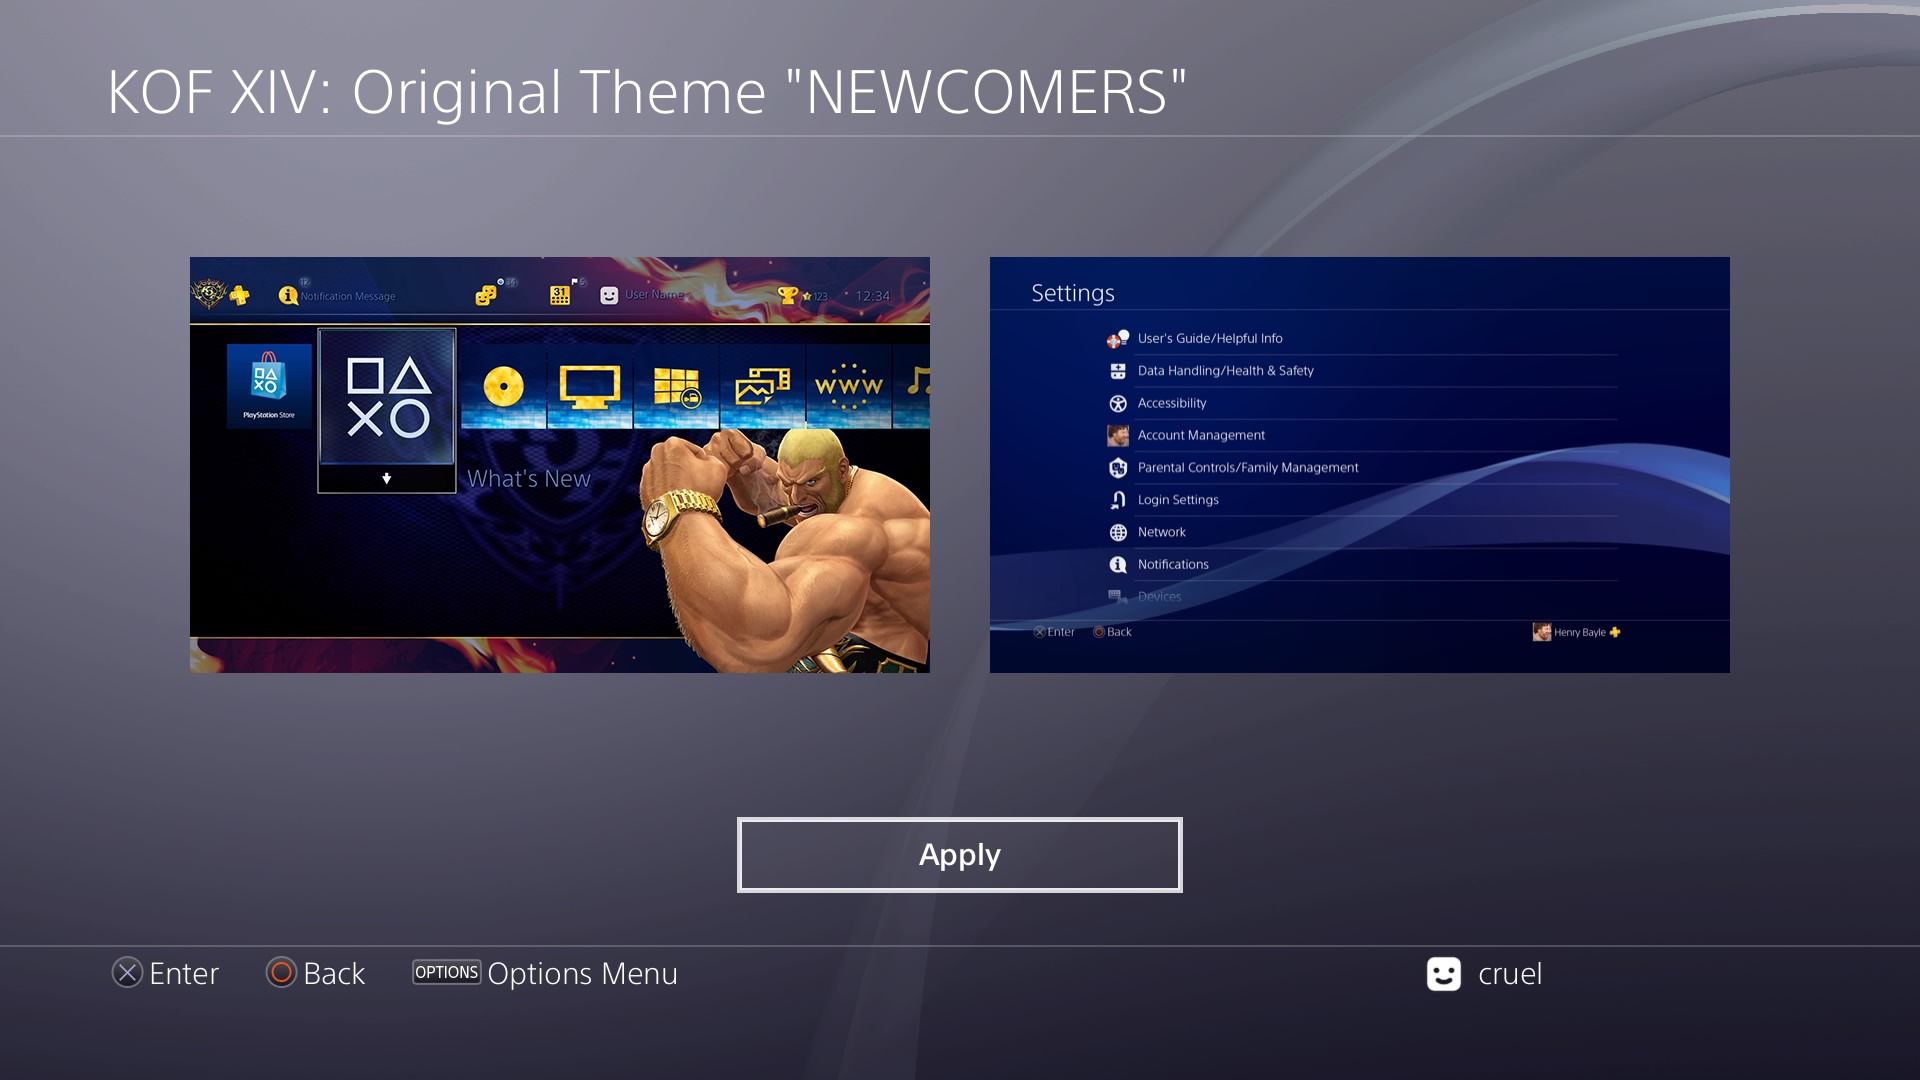 KOF XIV: Original Theme "NEWCOMERS"
12
Notification Message
34
31
5
User Name
123
12:34
PlayStation Store
WWW
What's New
Settings
User's Guide/Helpful Info
Data Handling/Health & Safety
Accessibility
Account Management
Parental Controls/Family Management
Login Settings
Network
Notifications
Devices
Enter
Back
Henry Bayle
Apply
Enter
Back
OPTIONS Options Menu
cruel